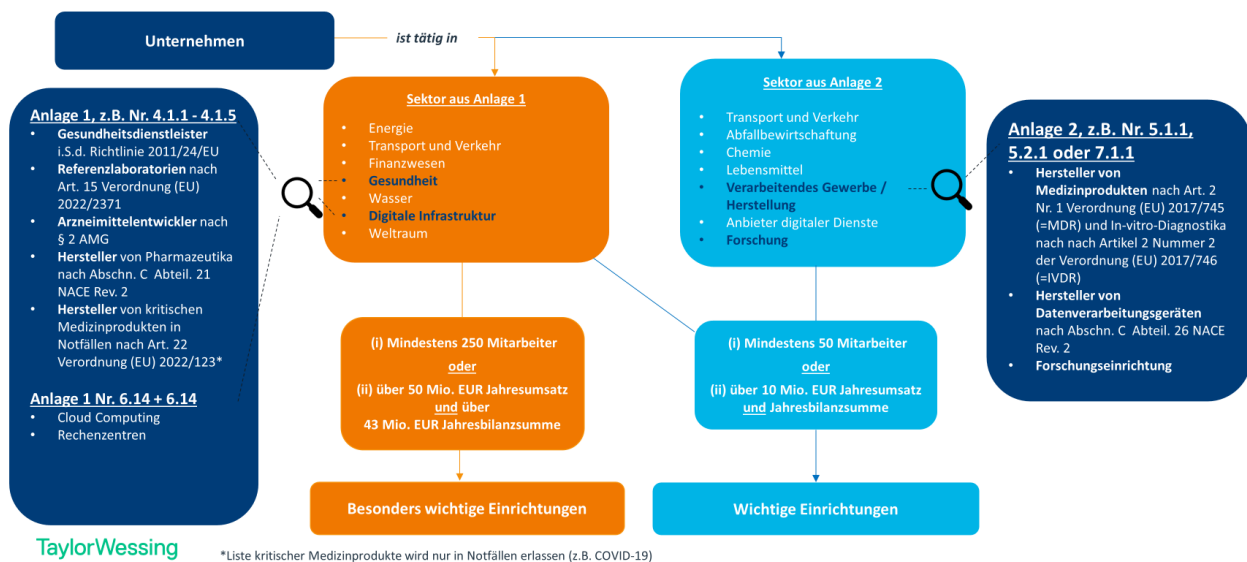 Unternehmen
ist tätig in
Anlage 1, z.B. Nr. 4.1.1 - 4.1.5
• Gesundheitsdienstleister
i.S.d. Richtlinie 2011/24/EU
• Referenzlaboratorien nach
Art. 15 Verordnung (EU)
2022/2371
• Arzneimittelentwickler nach
§ 2 AMG
• Hersteller von Pharmazeutika
nach Abschn. C Abteil. 21
NACE Rev. 2
• Hersteller von kritischen
Medizinprodukten in
Notfällen nach Art. 22
Verordnung (EU) 2022/123*
Anlage 1 Nr. 6.14 + 6.14
• Cloud Computing
• Rechenzentren
Sektor aus Anlage 1
• Energie
• Transport und Verkehr
• Finanzwesen
• Gesundheit
• Wasser
• Digitale Infrastruktur
• Weltraum
Sektor aus Anlage 2
• Transport und Verkehr
• Abfallbewirtschaftung
• Chemie
• Lebensmittel
• Verarbeitendes Gewerbe /
Herstellung
• Anbieter digitaler Dienste
• Forschung
Anlage 2, z.B. Nr. 5.1.1,
5.2.1 oder 7.1.1
• Hersteller von
Medizinprodukten nach Art. 2
Nr. 1 Verordnung (EU) 2017/745
(=MDR) und In-vitro-Diagnostika
nach nach Artikel 2 Nummer 2
der Verordnung (EU) 2017/746
(=IVDR)
• Hersteller von
Datenverarbeitungsgeräten
nach Abschn. C Abteil. 26 NACE
Rev. 2
• Forschungseinrichtung
(i) Mindestens 250 Mitarbeiter
oder
(ii) über 50 Mio. EUR Jahresumsatz
und über
43 Mio. EUR Jahresbilanzsumme
(i) Mindestens 50 Mitarbeiter
oder
(ii) über 10 Mio. EUR Jahresumsatz
und Jahresbilanzsumme
Besonders wichtige Einrichtungen
Wichtige Einrichtungen
TaylorWessing
*Liste kritischer Medizinprodukte wird nur in Notfällen erlassen (z.B. COVID-19)